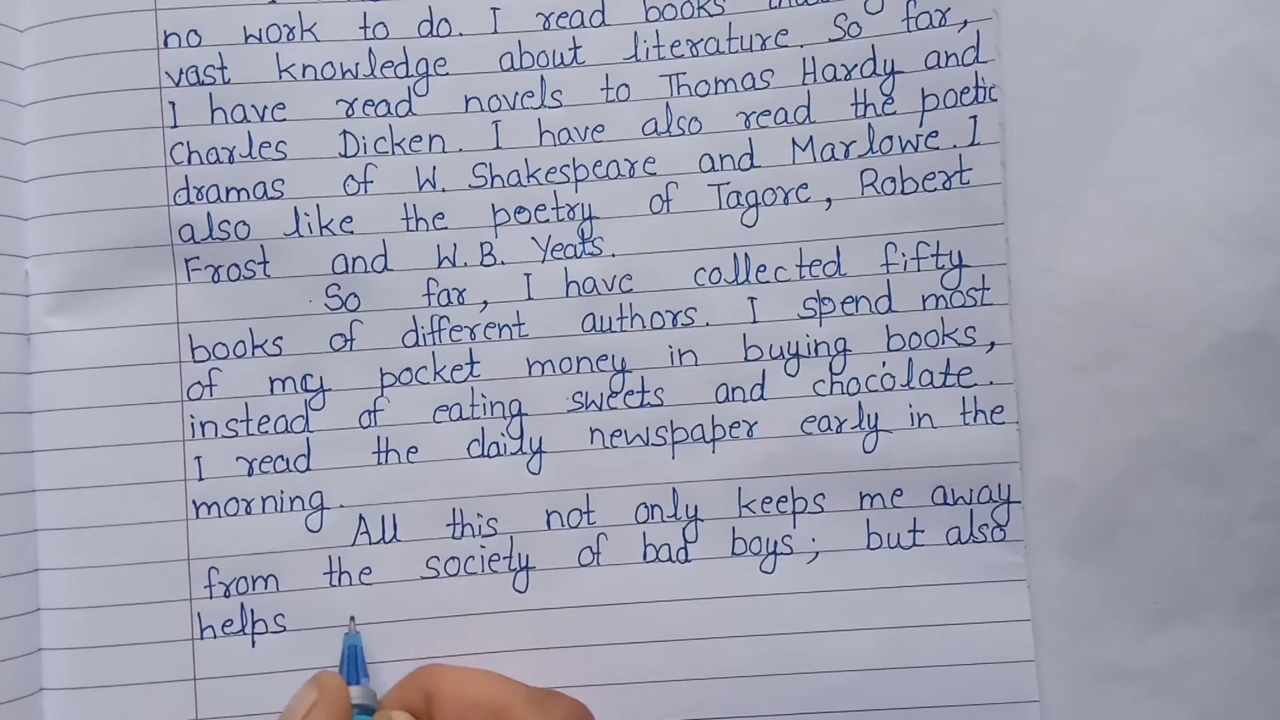 no work to do. I read books
vast knowledge about literature. So far,
I have read novels to Thomas Hardy and
Charles Dicken. I have also read the poetic
dramas of W. Shakespeare and Marlowe. I
also like the poetry of Tagore, Robert
Frost and W.B. Yeats.
So far, I have collected fifty
books of different authors. I spend most
of my pocket money in buying books,
instead of eating sweets and chocolate.
I read the daily newspaper early in the
morning.
All this not only keeps me away
from the society of bad boys; but also
helps